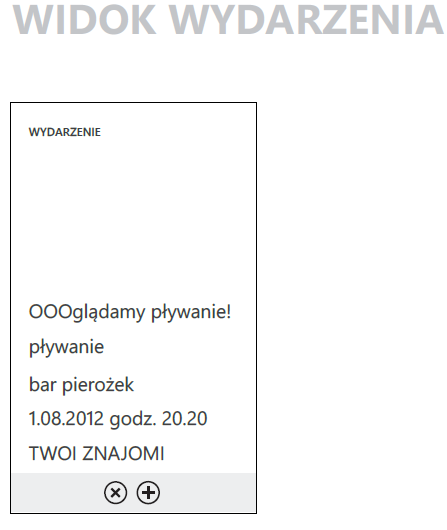 WIDOK WYDARZENIA
WYDARZENIE
OOOglądamy pływanie!
pływanie
bar pierożek
1.08.2012 godz. 20.20
TWOI ZNAJOMI